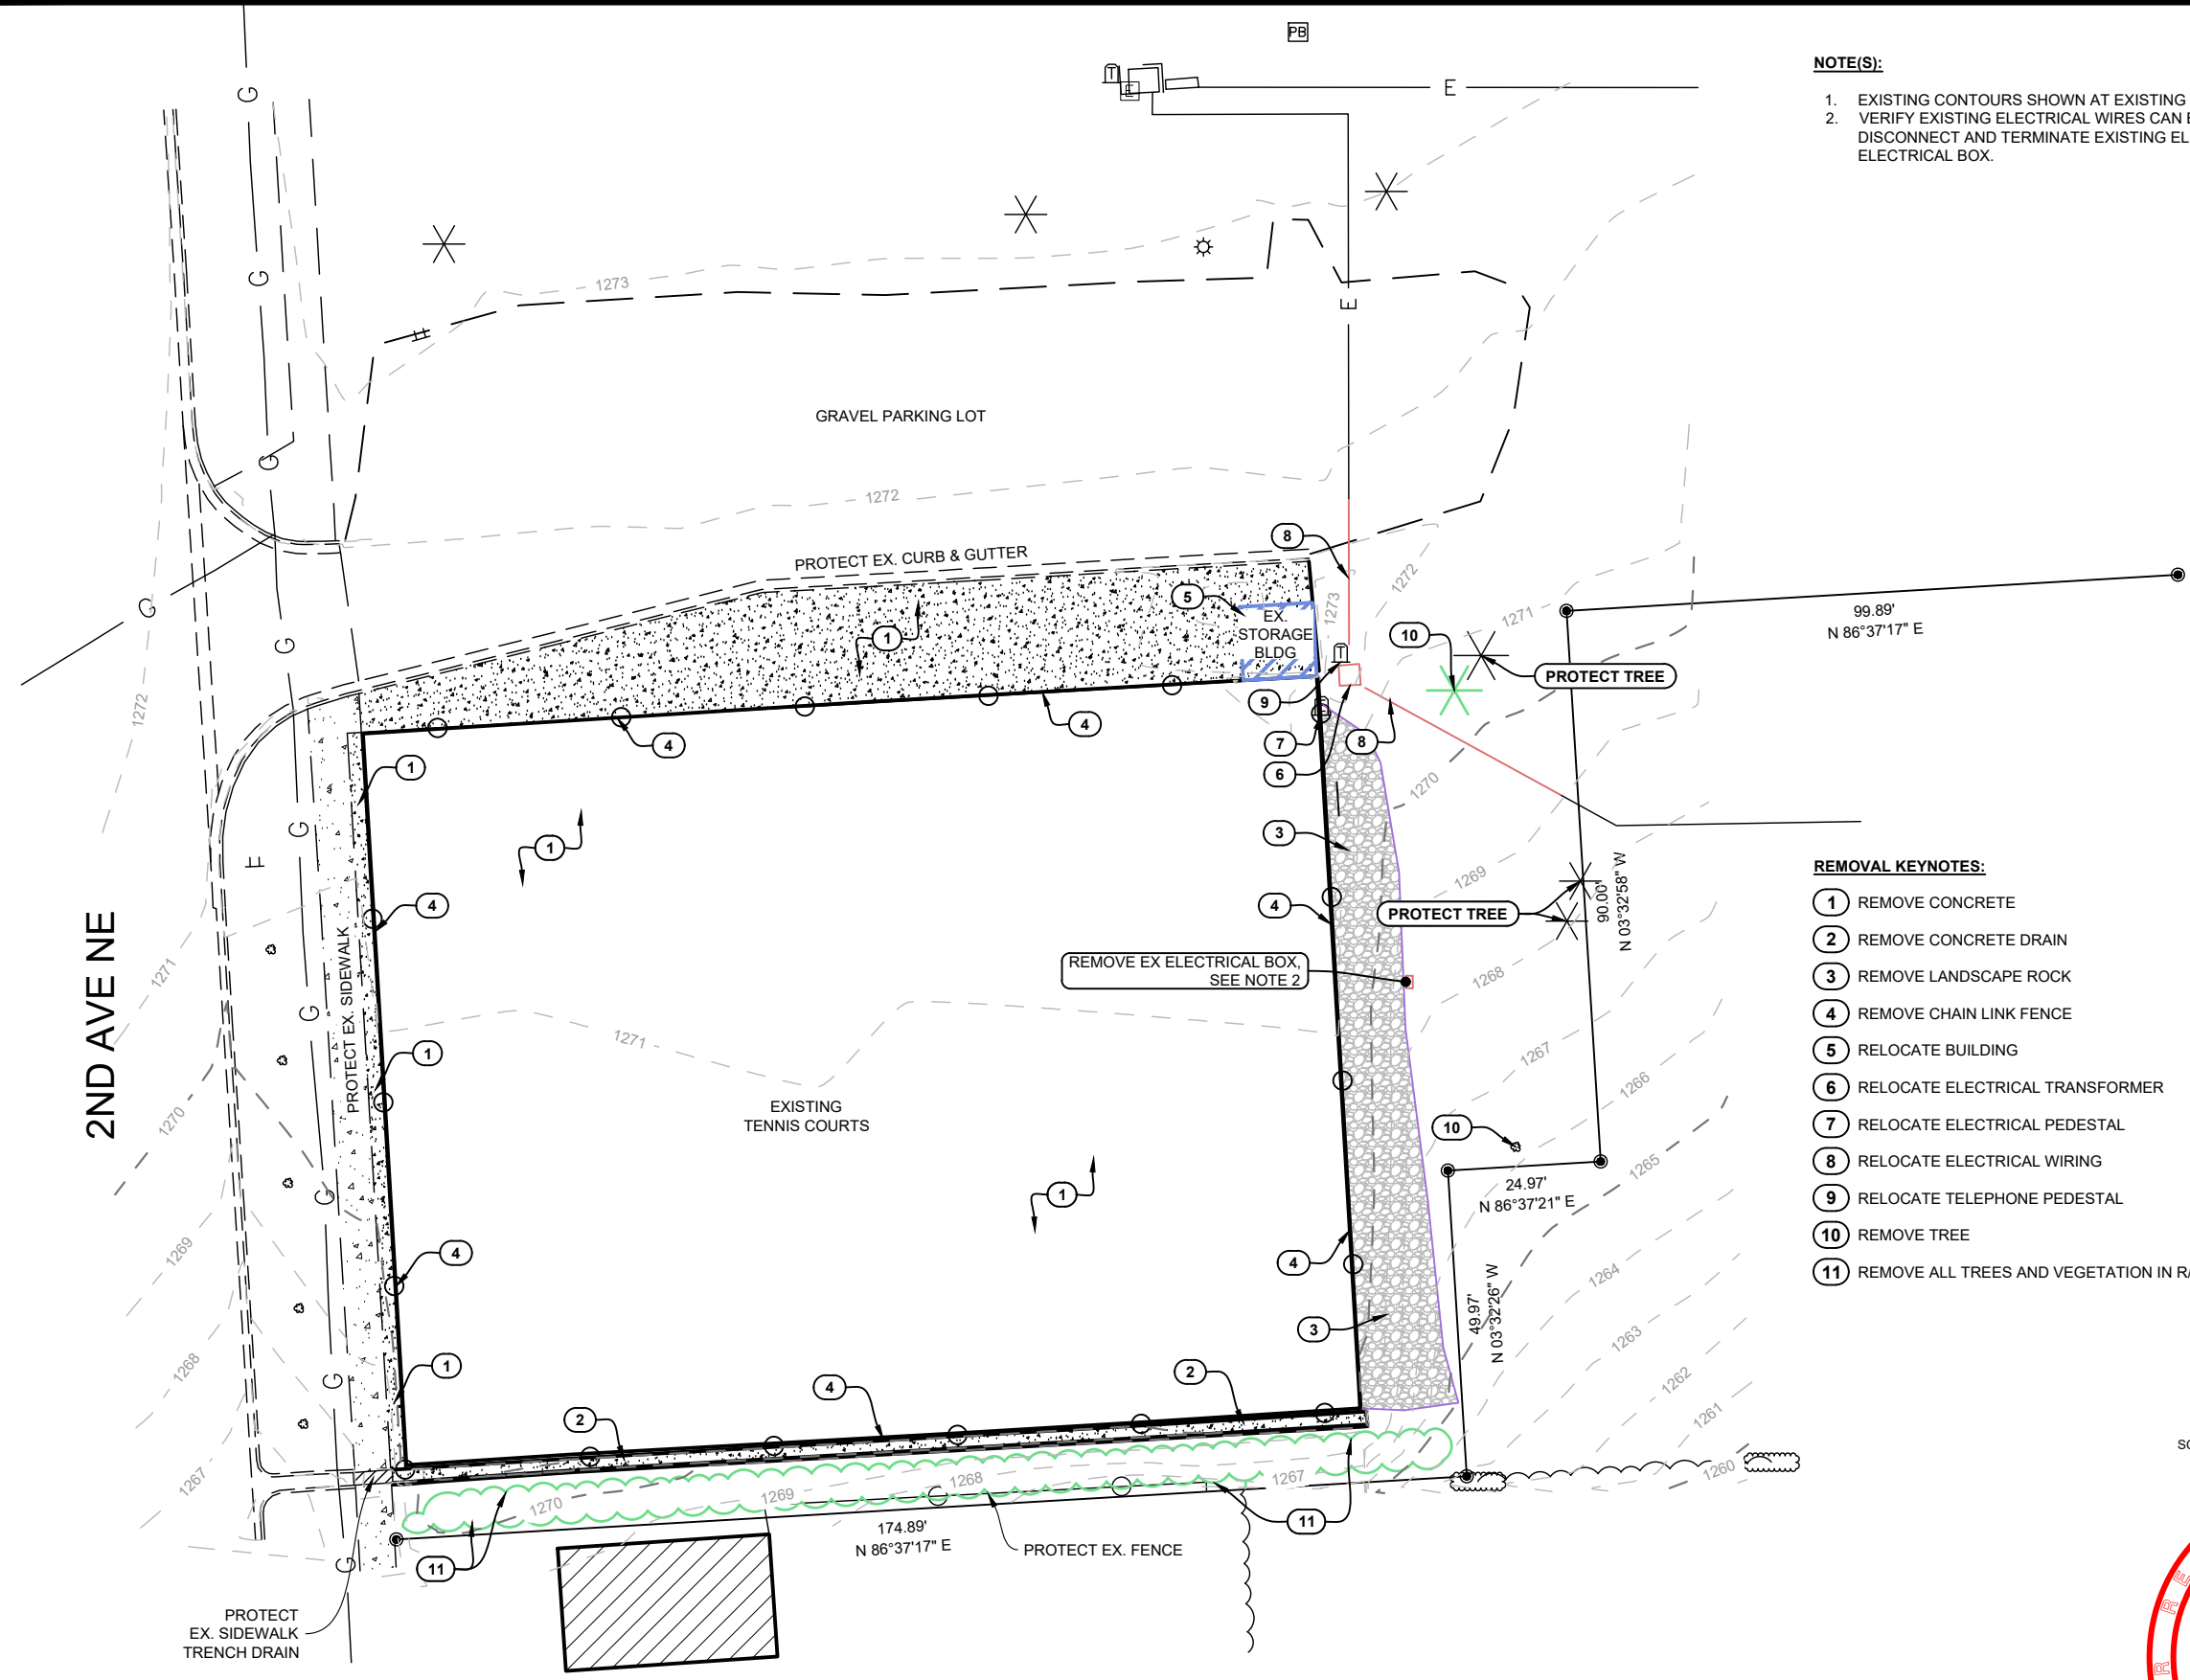 PB
T
E
E
NOTE(S):
1. EXISTING CONTOURS SHOWN AT EXISTING
2. VERIFY EXISTING ELECTRICAL WIRES CAN
DISCONNECT AND TERMINATE EXISTING EL
ELECTRICAL BOX.
G
G
1273
E
GRAVEL PARKING LOT
G
1272
PROTECT EX. CURB & GUTTER
8
1272
1273
5
EX.
STORAGE
BLDG
1
10
1271
99.89'
N 86°37'17" E
G
G
1272
PROTECT TREE
T
9
4
4
7
8
6
1270
1
1
3
G
1269
REMOVAL KEYNOTES:
1 REMOVE CONCRETE
2 REMOVE CONCRETE DRAIN
3 REMOVE LANDSCAPE ROCK
4 REMOVE CHAIN LINK FENCE
5 RELOCATE BUILDING
6 RELOCATE ELECTRICAL TRANSFORMER
7 RELOCATE ELECTRICAL PEDESTAL
8 RELOCATE ELECTRICAL WIRING
9 RELOCATE TELEPHONE PEDESTAL
10 REMOVE TREE
11 REMOVE ALL TREES AND VEGETATION IN
4
4
PROTECT TREE
90.00'
N 03°32'58" W
2ND AVE NE
PROTECT EX. SIDEWALK
REMOVE EX ELECTRICAL BOX,
SEE NOTE 2
1268
1271
G
1271
1
1267
1266
EXISTING
TENNIS COURTS
1270
10
1265
G
1
24.97'
N 86°37'21" E
1269
4
4
1264
49.97'
N 03°32'26" W
3
1263
1268
G
1
4
2
2
1262
1261
1267
1260
1270
1269
1268
1267
11
11
174.89'
N 86°37'17" E
PROTECT EX. FENCE
G
PROTECT
EX. SIDEWALK
TRENCH DRAIN
R E
R